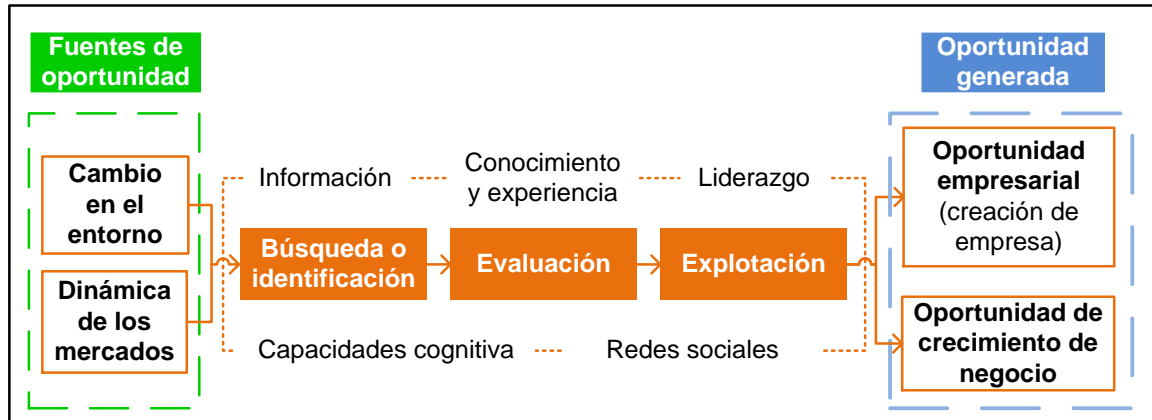 Fuentes de
oportunidad
Oportunidad
generada
Cambio
en el
entorno
Dinámica
de los
mercados
Información
Conocimiento
y experiencia
Liderazgo
Búsqueda o
identificación
Evaluación
Explotación
Capacidades cognitiva
Redes sociales
Oportunidad
empresarial
(creación de
empresa)
Oportunidad de
crecimiento de
negocio